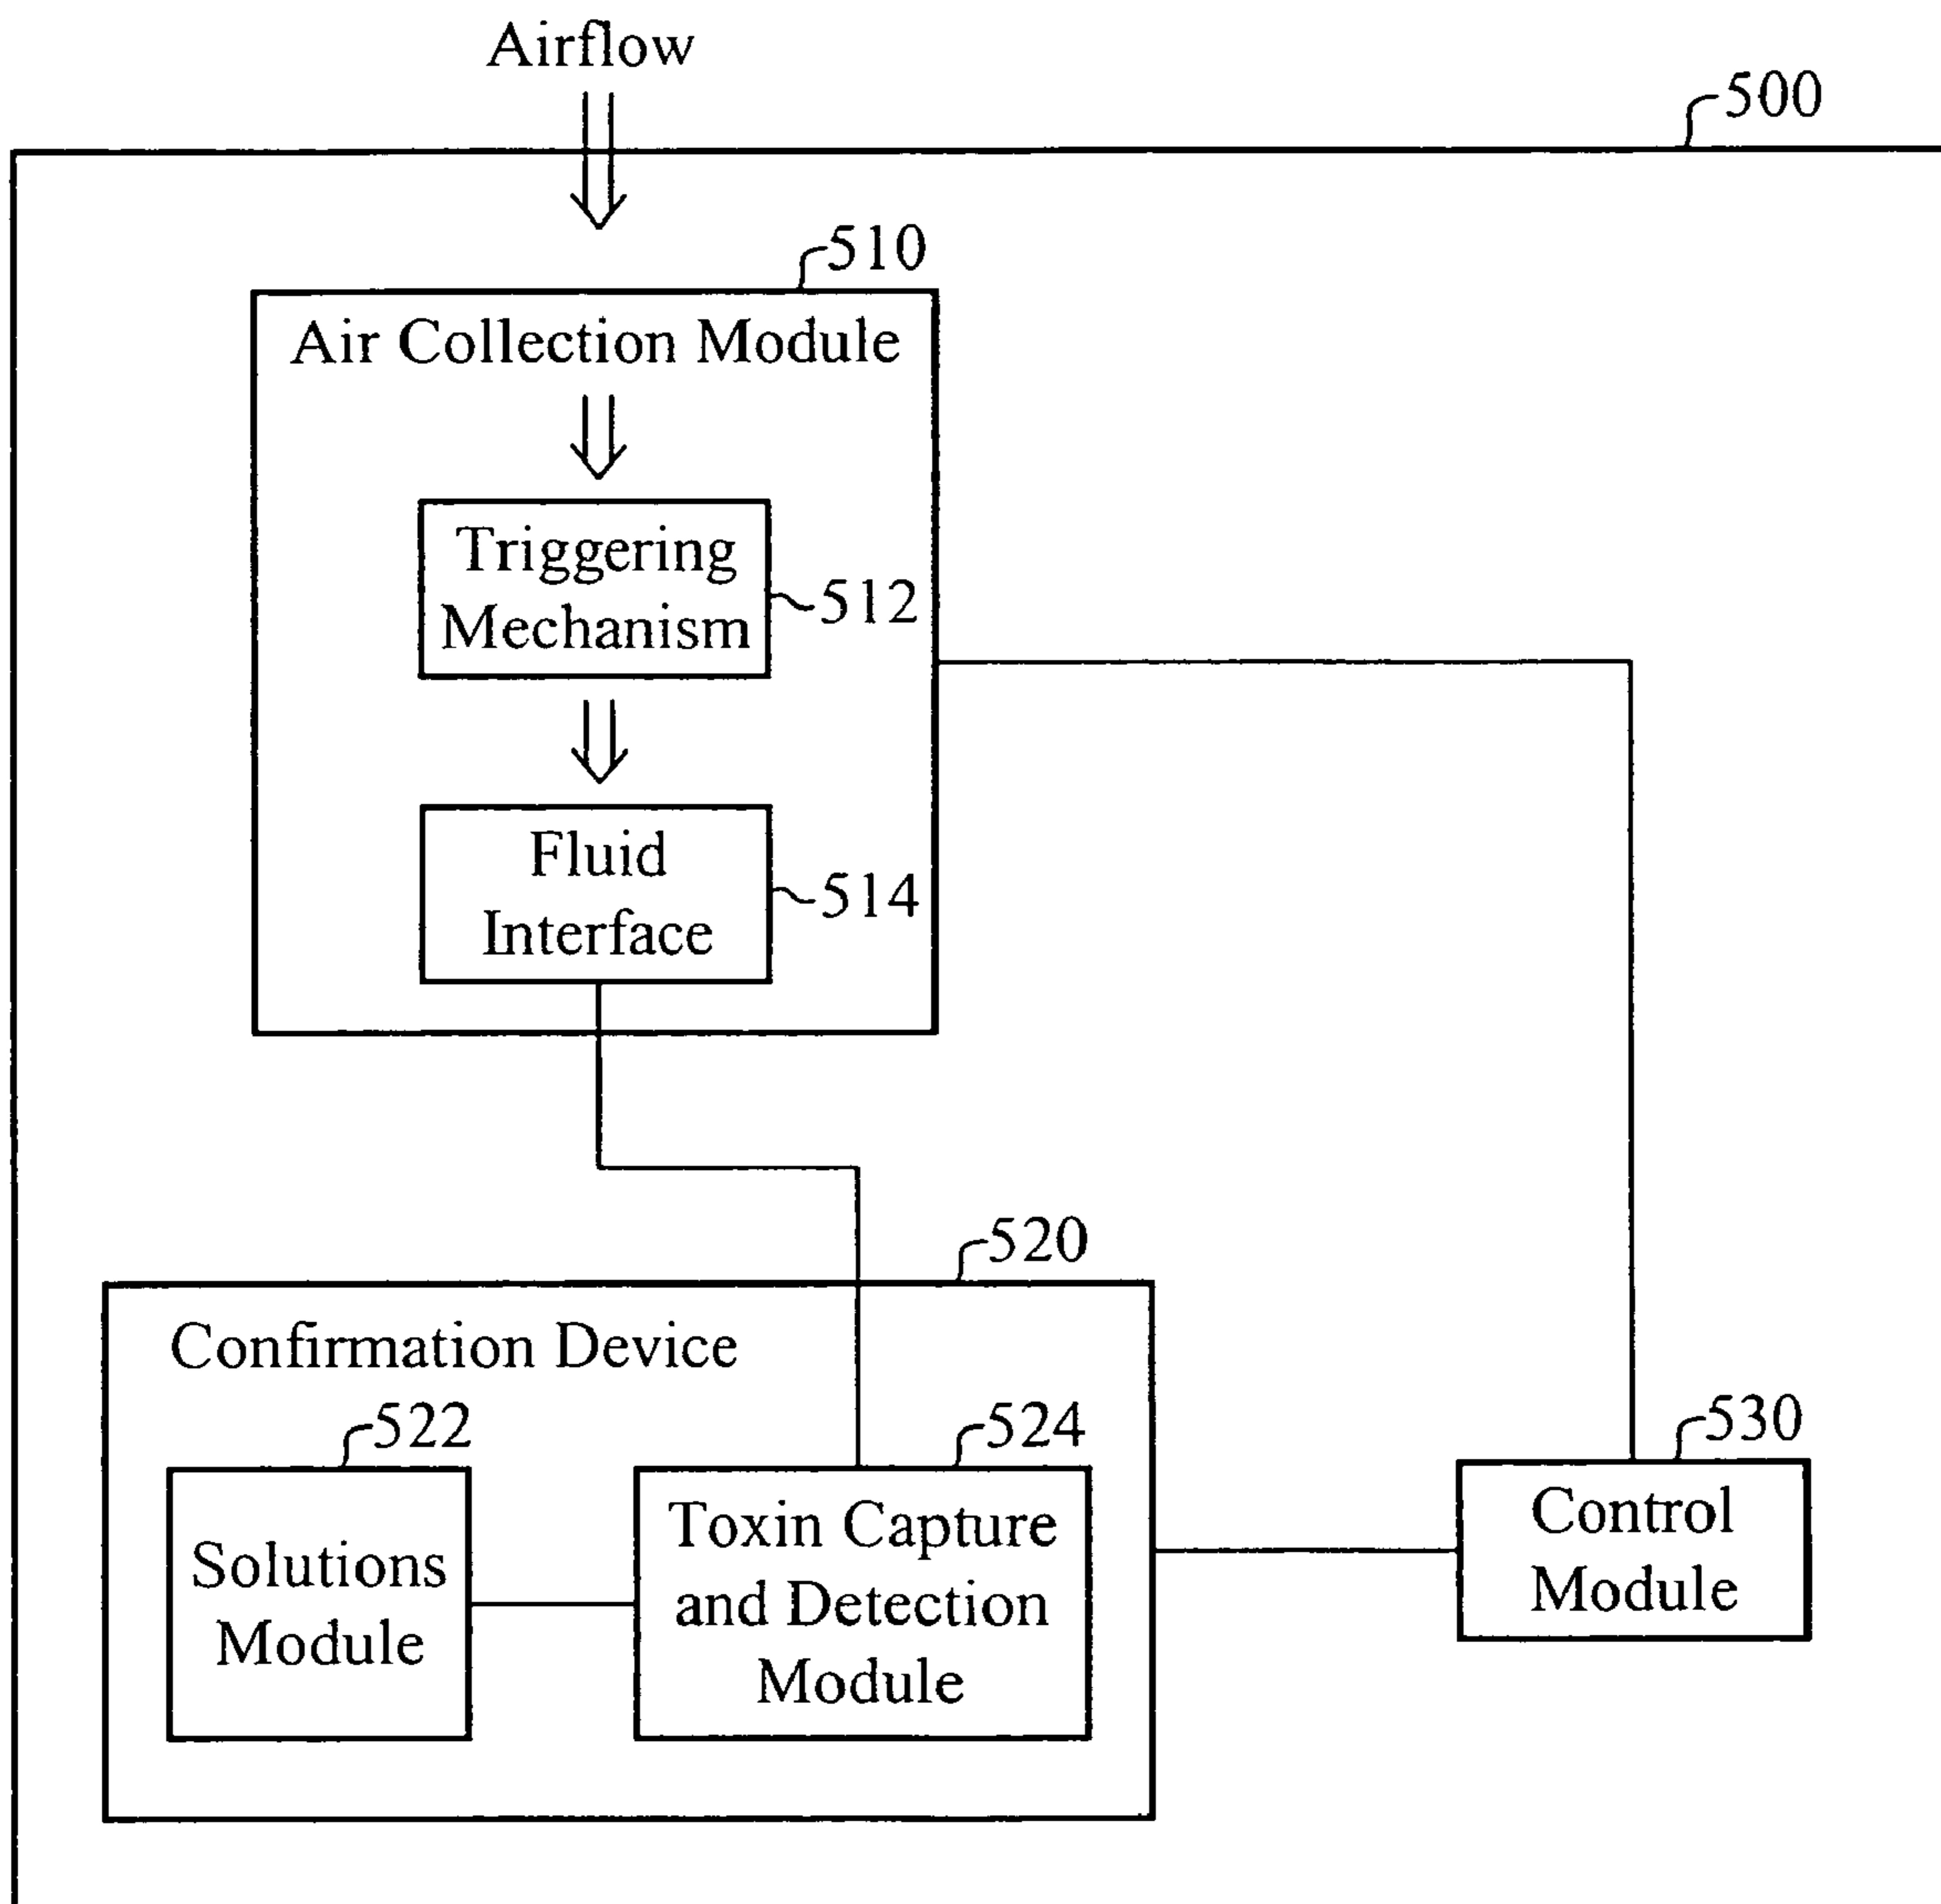 Airflow
500
510
Air Collection Module
Triggering
Mechanism
512
Fluid
Interface
514
520
Confirmation Device
522
524
530
Solutions
Module
Toxin Capture
and Detection
Module
Control
Module